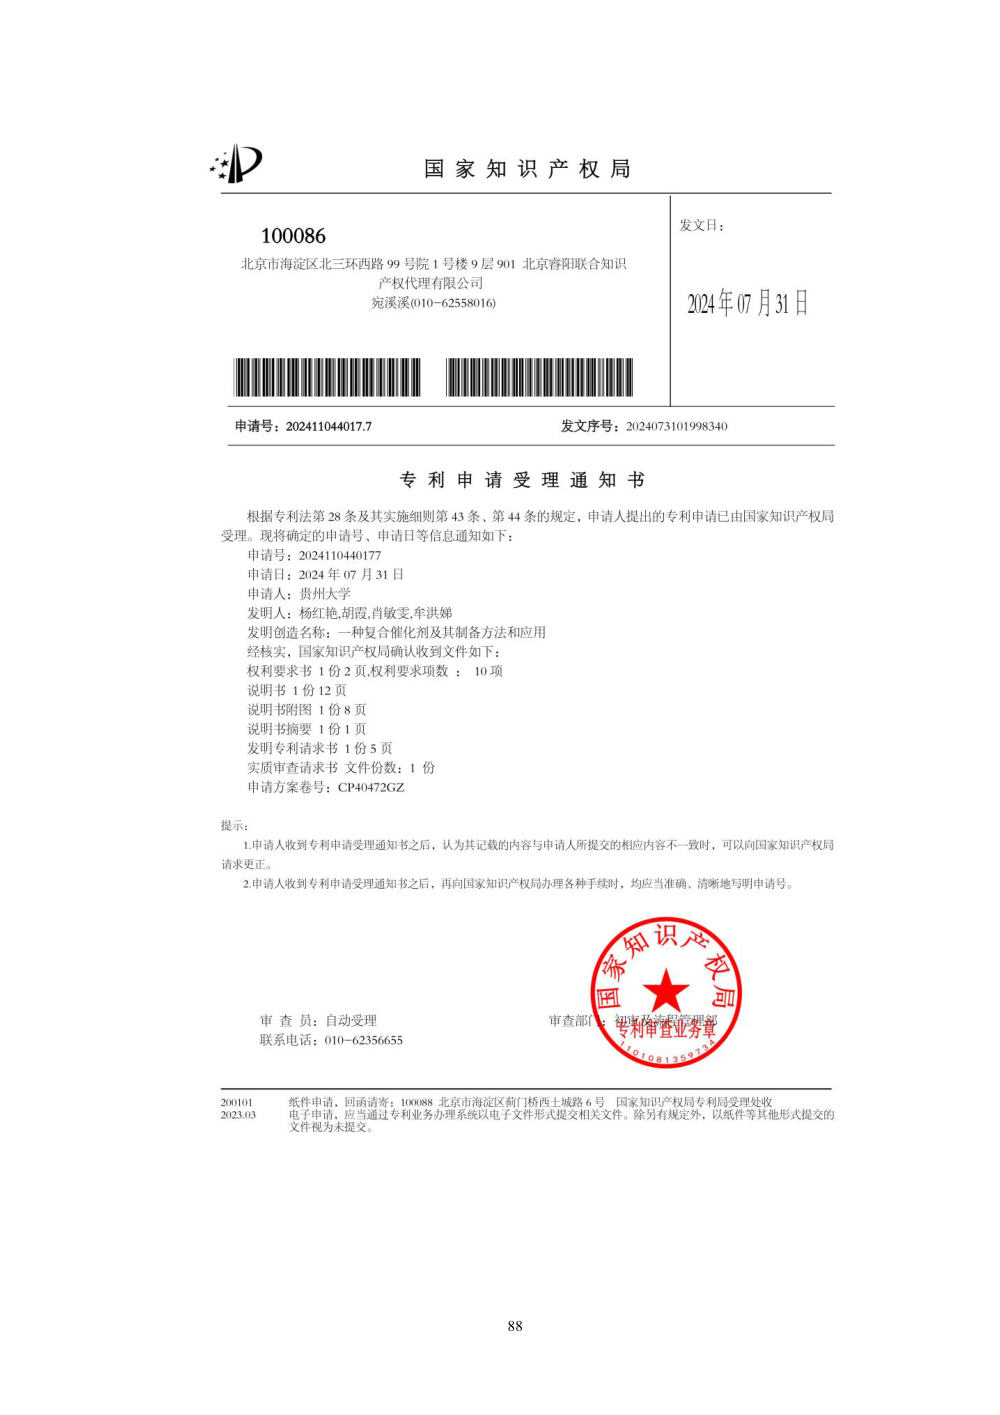 国家知识产权局
100086
北京市海淀区北三环西路 99 号院 1 号楼 9 层 901 北京睿阳联合知识
产权代理有限公司
宛溪溪(010-62558016)
发文日：
2024年07月31日
申请号：202411044017.7
发文序号：2024073101998340
专利申请受理通知书
根据专利法第 28 条及其实施细则第 43 条、第 44 条的规定，申请人提出的专利申请已由国家知识产权局
受理。现将确定的申请号、申请日等信息通知如下：
申请号：2024110440177
申请日：2024 年 07 月 31 日
申请人：贵州大学
发明人：杨红艳,胡霞,肖敏雯,牟洪娣
发明创造名称：一种复合催化剂及其制备方法和应用
经核实，国家知识产权局确认收到文件如下：
权利要求书 1 份 2 页,权利要求项数 ： 10 项
说明书 1 份 12 页
说明书附图 1 份 8 页
说明书摘要 1 份 1 页
发明专利请求书 1 份 5 页
实质审查请求书 文件份数：1 份
申请方案卷号：CP40472GZ
提示：
1.申请人收到专利申请受理通知书之后，认为其记载的内容与申请人所提交的相应内容不一致时，可以向国家知识产权局
请求更正。
2.申请人收到专利申请受理通知书之后，再向国家知识产权局办理各种手续时，均应当准确、清晰地写明申请号。
国家知识产权局
审 查 员：自动受理
审查部门：初审及流程管理部
专利审查业务章
联系电话：010-62356655
1101081359734
200101 纸件申请，回函请寄：100088 北京市海淀区蓟门桥西土城路 6 号 国家知识产权局专利局受理处收
2023.03 电子申请，应当通过专利业务办理系统以电子文件形式提交相关文件。除另有规定外，以纸件等其他形式提交的
文件视为未提交。
88